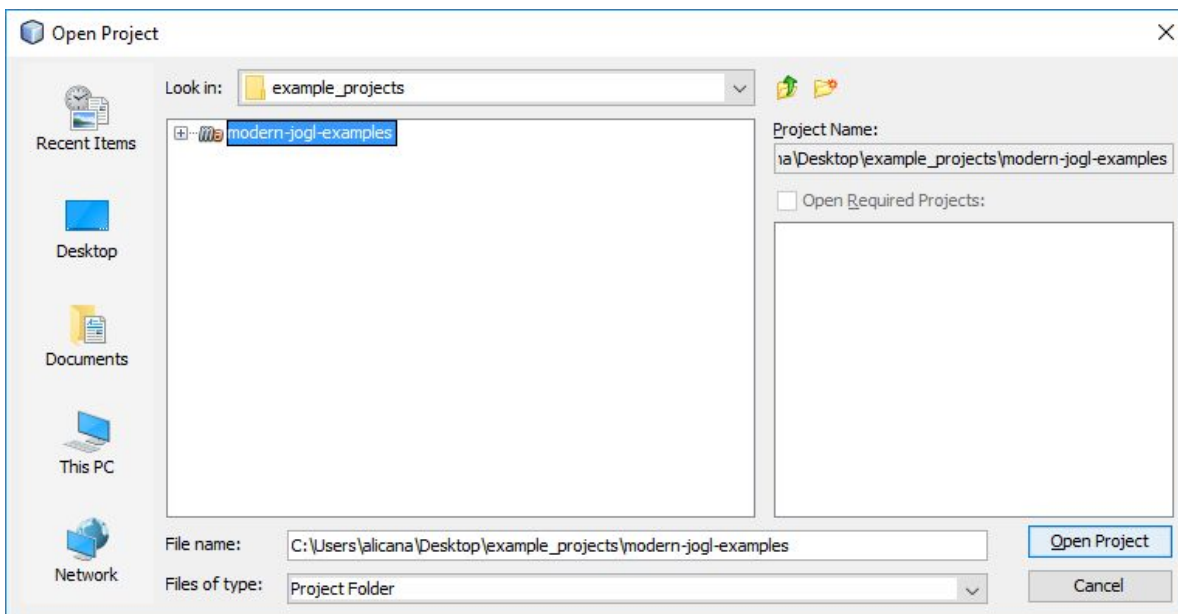 Open Project
Look in: example_projects
Recent Items
Desktop
Documents
This PC
Network
modern-jogl-examples
Project Name:
na\Desktop\example_projects\modern-jogl-examples
Open Required Projects:
File name: C:\Users\alicana\Desktop\example_projects\modern-jogl-examples
Open Project
Files of type: Project Folder
Cancel